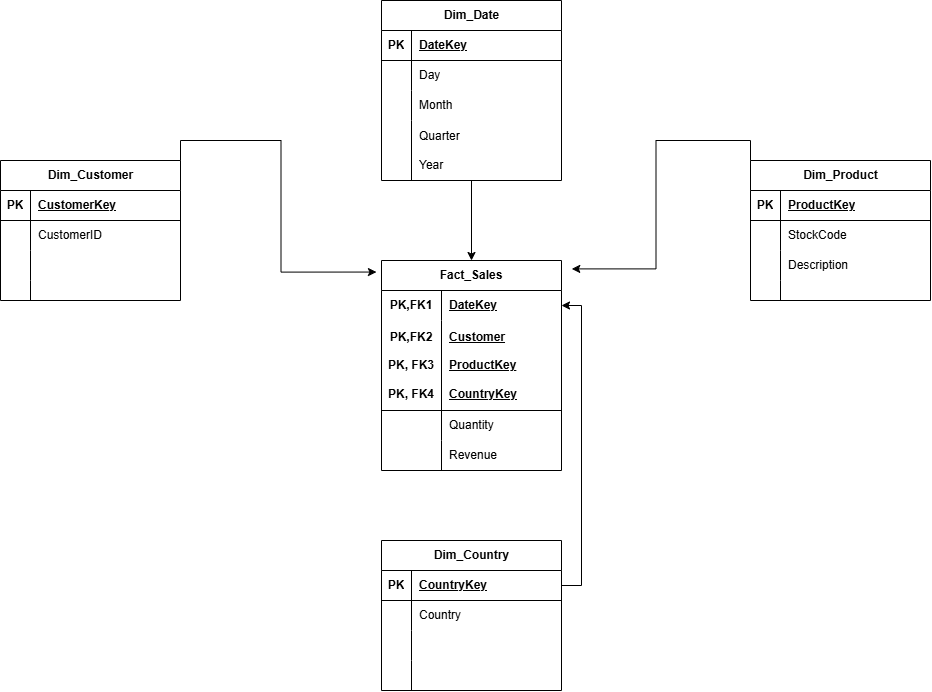 Dim_Date
PK DateKey
Day
Month
Quarter
Year
Dim_Customer
PK CustomerKey
CustomerID
Dim_Product
PK ProductKey
StockCode
Description
Fact_Sales
PK,FK1 DateKey
PK,FK2 Customer
PK, FK3 ProductKey
PK, FK4 CountryKey
Quantity
Revenue
Dim_Country
PK CountryKey
Country